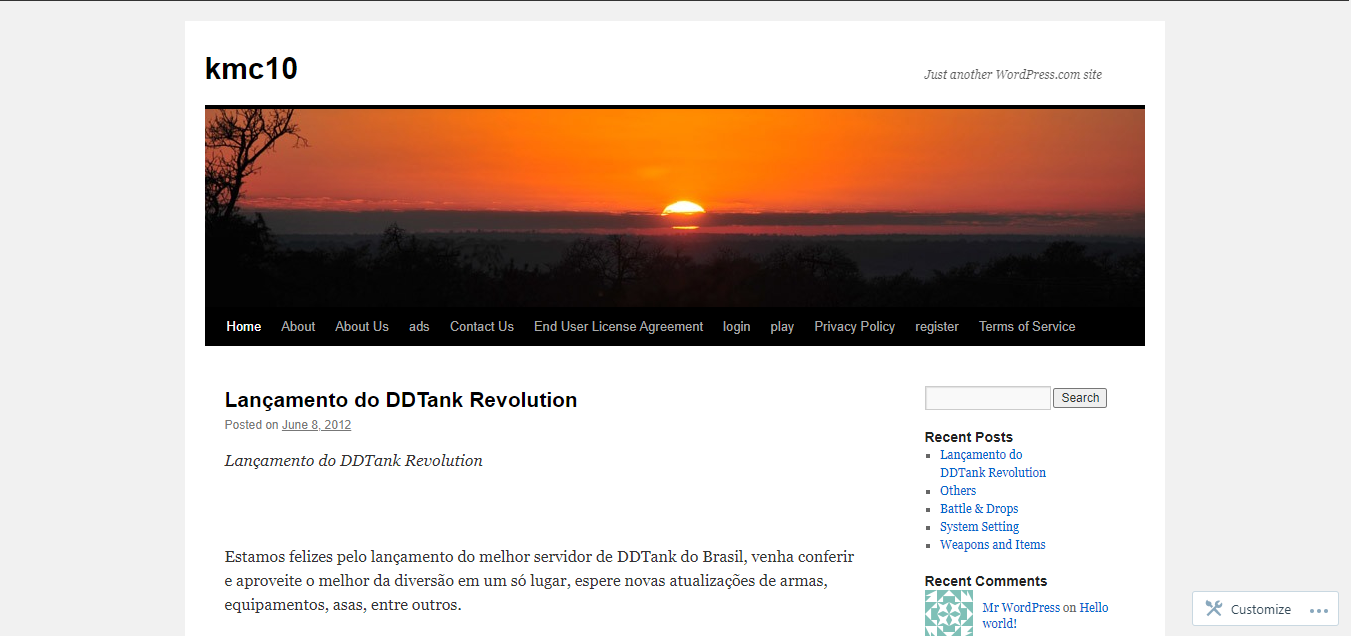 kmc10
Just another WordPress.com site
Home About About Us ads Contact Us End User License Agreement login play Privacy Policy register Terms of Service
Lançamento do DDTank Revolution
Posted on June 8, 2012
Lançamento do DDTank Revolution
Estamos felizes pelo lançamento do melhor servidor de DDTank do Brasil, venha conferir
e aproveite o melhor da diversão em um só lugar, espere novas atualizações de armas,
equipamentos, asas, entre outros.
Search
Recent Posts
Lançamento do
DDTank Revolution
Others
Battle & Drops
System Setting
Weapons and Items
Recent Comments
Mr WordPress on Hello
world!
Customize